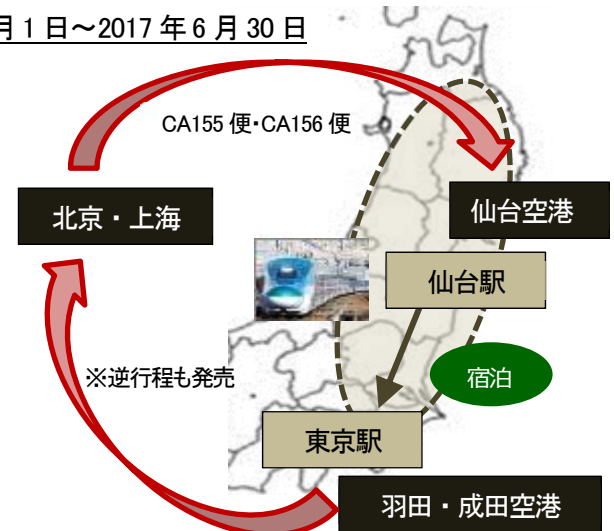 月1日～2017年6月30日
CA155便・CA156便
北京・上海
仙台空港
仙台駅
※逆行程も発売
宿泊
東京駅
羽田・成田空港